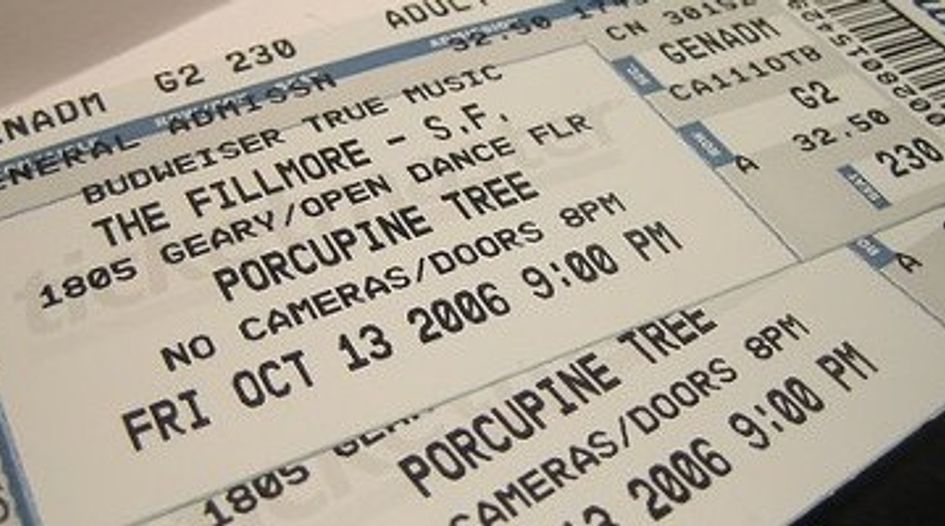 ADULT
GENADM G2 230
32.50
GENERAL ADMISSN
BUDWEISER TRUE MUSIC
THE FILLMORE - S.F.
1805 GEARY/OPEN DANCE FLR
PORCUPINE TREE
NO CAMERAS/DOORS 8PM
FRI OCT 13 2006 9:00 PM
CN 30152
GENADM
CA1110TB
G2
A 32.50
230
1805 GEAR
PORCUPINE TREE
CAMERAS/DOORS 8PM
13 2006 9:00 PM
A